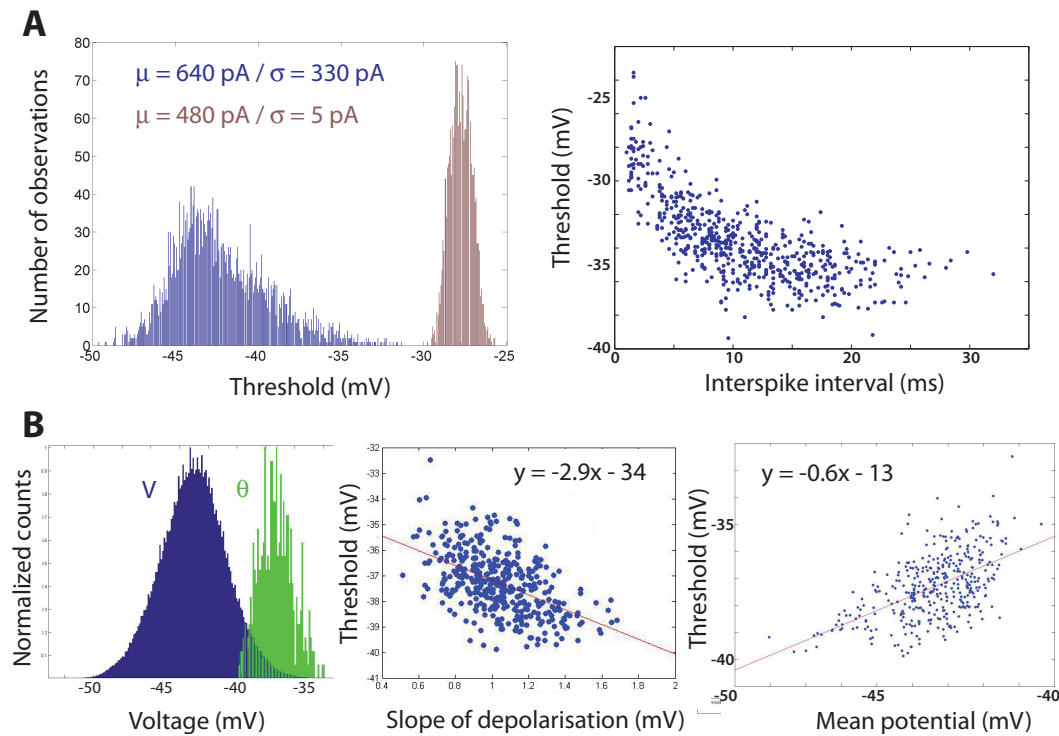 A
80
70
60
50
40
30
20
10
0
Number of observations
μ = 640 pA / σ = 330 pA
μ = 480 pA / σ = 5 pA
-50 -45 -40 -35 -30 -25
Threshold (mV)
-25
-30
-35
-40
Threshold (mV)
0 10 20 30
Interspike interval (ms)
B
Normalized counts
V θ
-50 -45 -40 -35
Voltage (mV)
-32
-33
-34
-35
-36
-37
-38
-39
-40
-41
Threshold (mV)
y = -2.9x - 34
0.4 0.6 0.8 1 1.2 1.4 1.6 1.8 2
Slope of depolarisation (mV)
-35
-40
Threshold (mV)
y = -0.6x - 13
-50 -45 -40
Mean potential (mV)